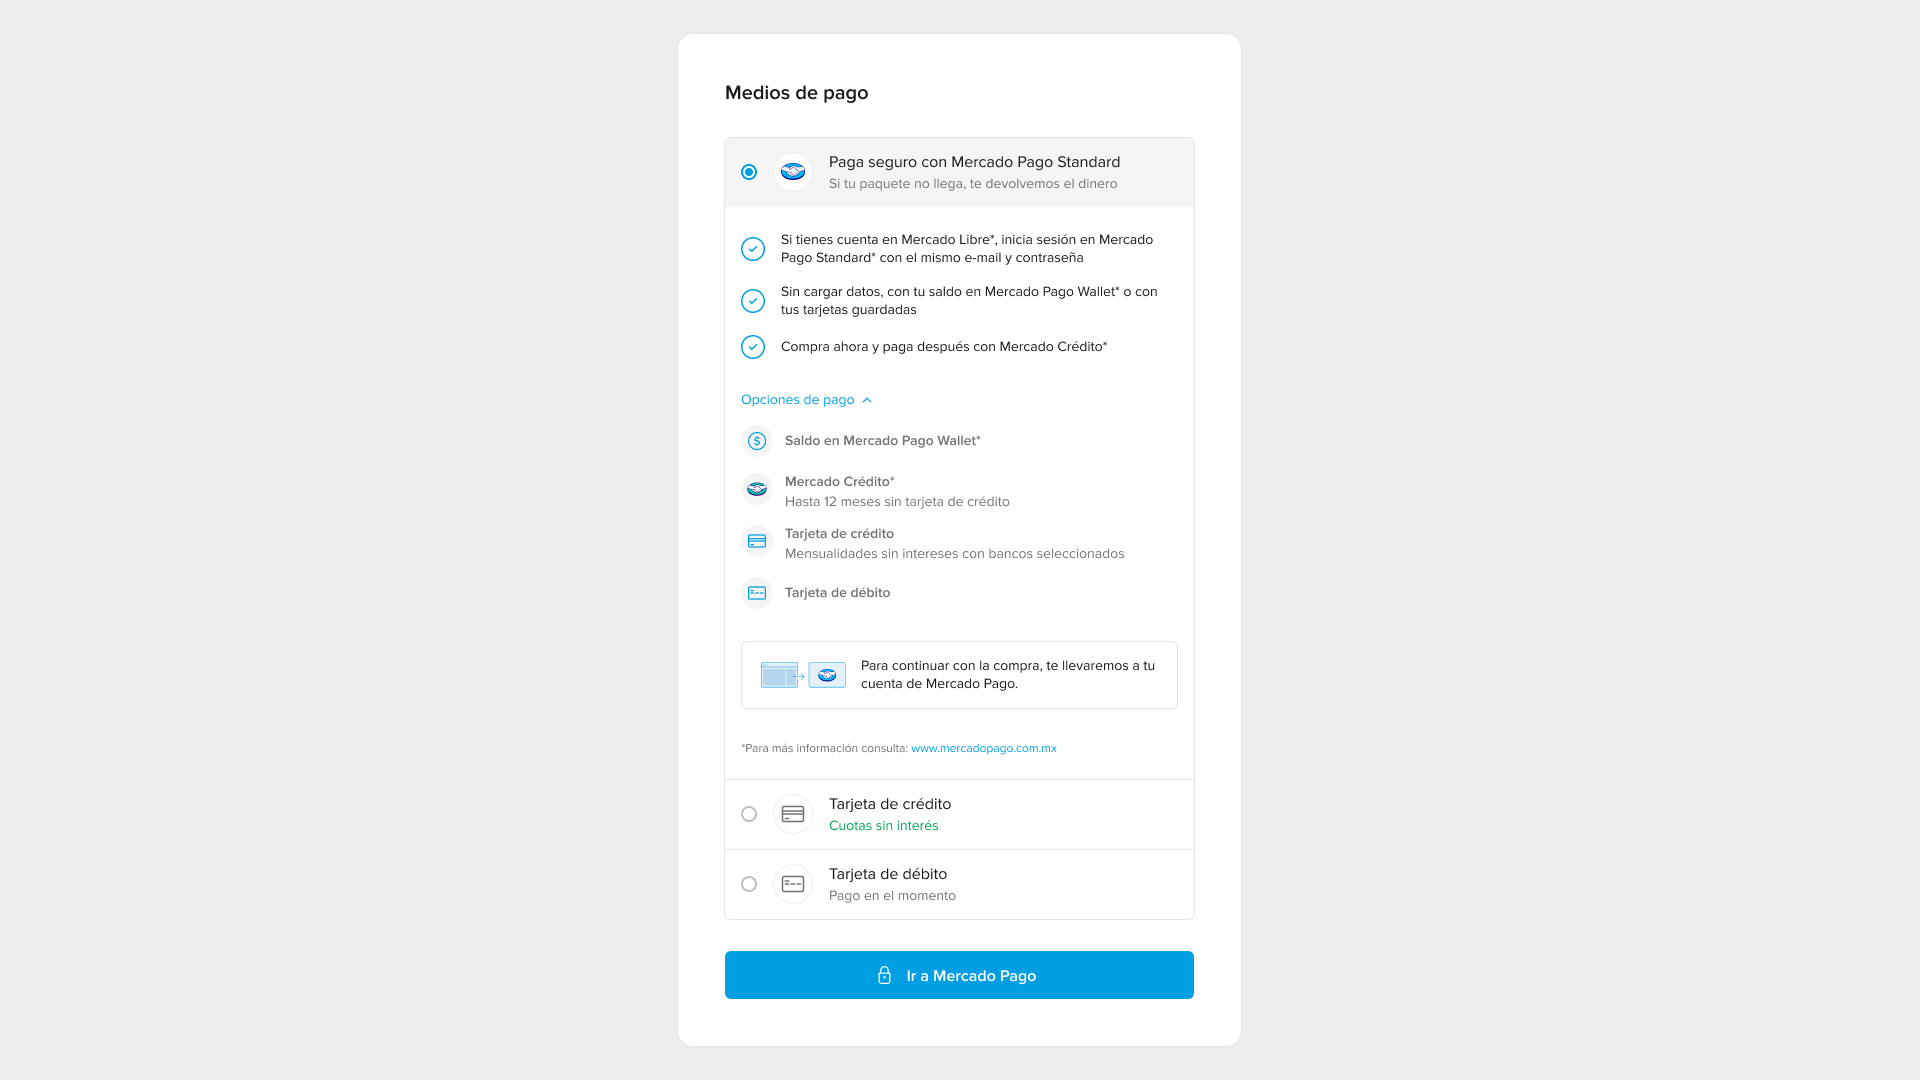 Medios de pago
Paga seguro con Mercado Pago Standard
Si tu paquete no llega, te devolvemos el dinero
Si tienes cuenta en Mercado Libre*, inicia sesión en Mercado
Pago Standard* con el mismo e-mail y contraseña
Sin cargar datos, con tu saldo en Mercado Pago Wallet* o con
tus tarjetas guardadas
Compra ahora y paga después con Mercado Crédito*
Opciones de pago
Saldo en Mercado Pago Wallet*
Mercado Crédito*
Hasta 12 meses sin tarjeta de crédito
Tarjeta de crédito
Mensualidades sin intereses con bancos seleccionados
Tarjeta de débito
Para continuar con la compra, te llevaremos a tu
cuenta de Mercado Pago.
*Para más información consulta: www.mercadopago.com.mx
Tarjeta de crédito
Cuotas sin interés
Tarjeta de débito
Pago en el momento
Ir a Mercado Pago